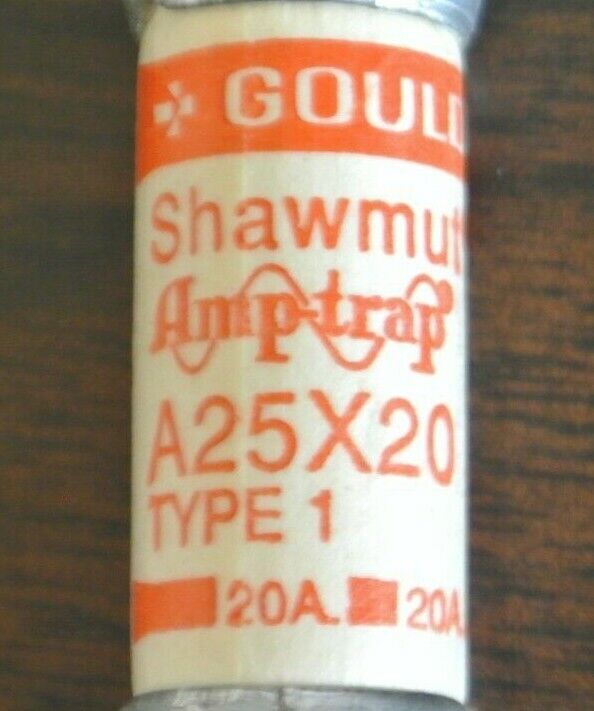 GOULD
Shawmut
Amp-trap
A25X20
TYPE 1
20A. 20A.